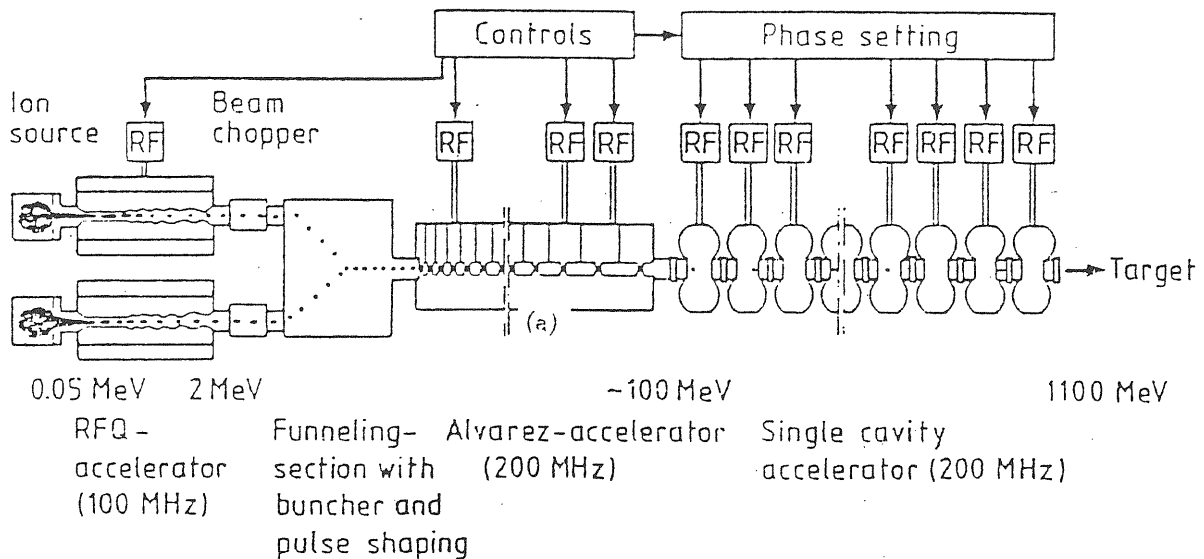 Controls
Phase setting
Ion
source
Beam
chopper
RF
RF
RF
RF
RF
RF
RF
RF
RF
RF
RF
Target
(a)
0.05 MeV
2 MeV
~100 MeV
1100 MeV
RFQ-
accelerator
(100 MHz)
Funneling-
section with
buncher and
pulse shaping
Alvarez-accelerator
(200 MHz)
Single cavity
accelerator (200 MHz)